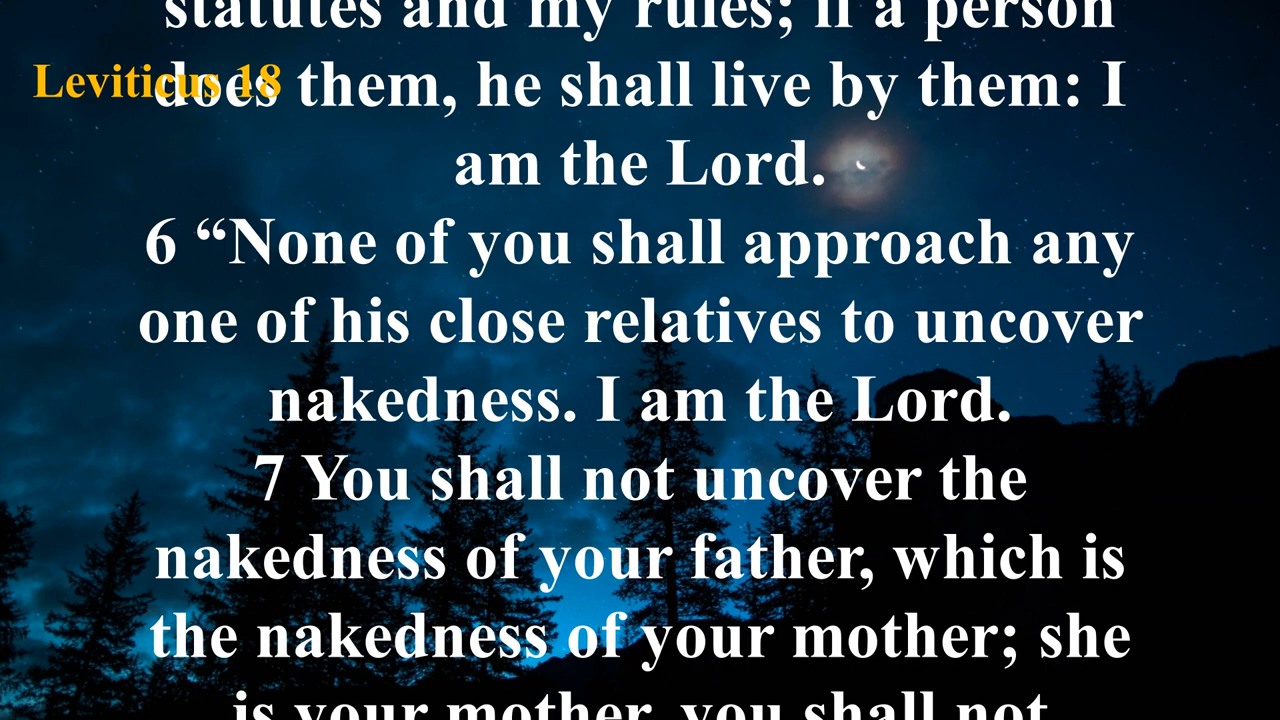 statutes and my rules; if a person
Leviticus 18
does them, he shall live by them: I
am the Lord.
6 “None of you shall approach any
one of his close relatives to uncover
nakedness. I am the Lord.
7 You shall not uncover the
nakedness of your father, which is
the nakedness of your mother; she
is your mother, you shall not